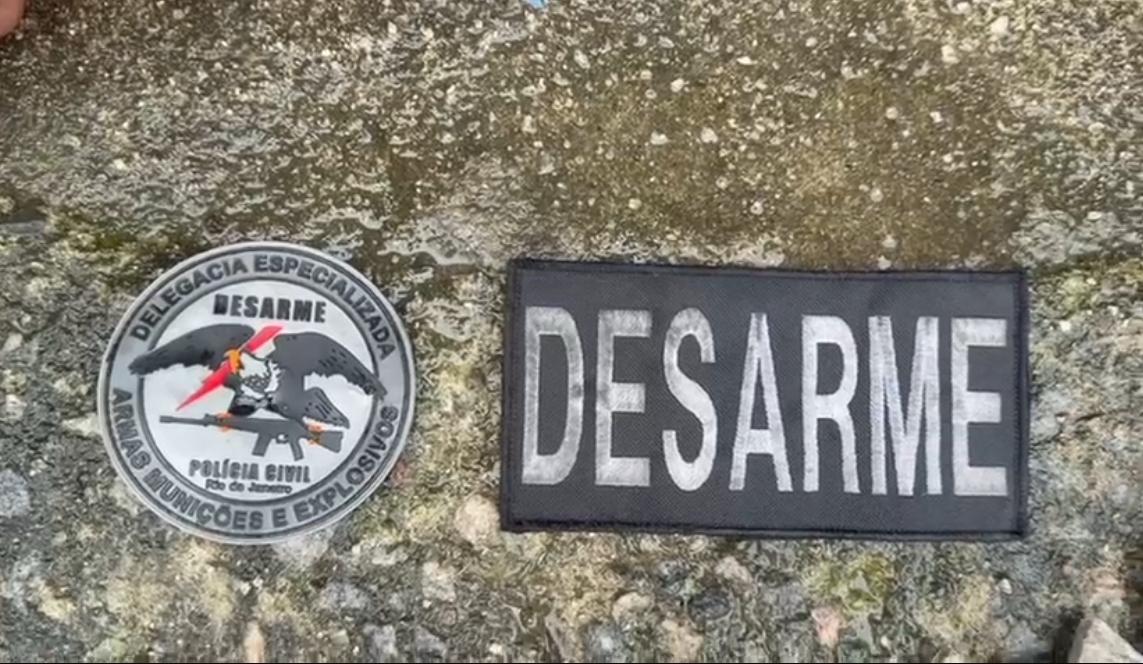 DELEGACIA ESPECIALIZADA
DESARME
POLÍCIA CIVIL
Rio de Janeiro
ARMAS MUNIÇÕES E EXPLOSIVOS
DESARME